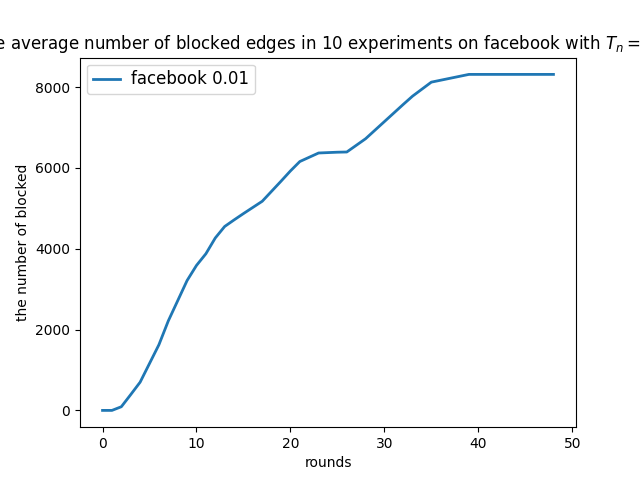 e average number of blocked edges in 10 experiments on facebook with Tₙ =
facebook 0.01
the number of blocked
8000
6000
4000
2000
0
0 10 20 30 40 50
rounds